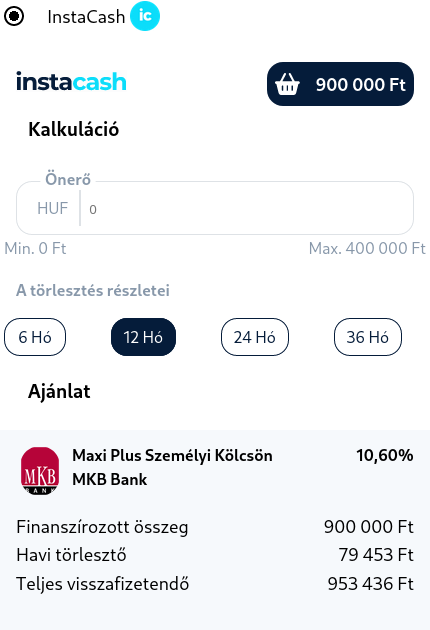 InstaCash ic
instacash
900 000 Ft
Kalkuláció
Önerő
HUF 0
Min. 0 Ft Max. 400 000 Ft
A törlesztés részletei
6 Hó 12 Hó 24 Hó 36 Hó
Ajánlat
Maxi Plus Személyi Kölcsön 10,60%
MKB Bank
MKB
BANK
Finanszírozott összeg 900 000 Ft
Havi törlesztő 79 453 Ft
Teljes visszafizetendő 953 436 Ft